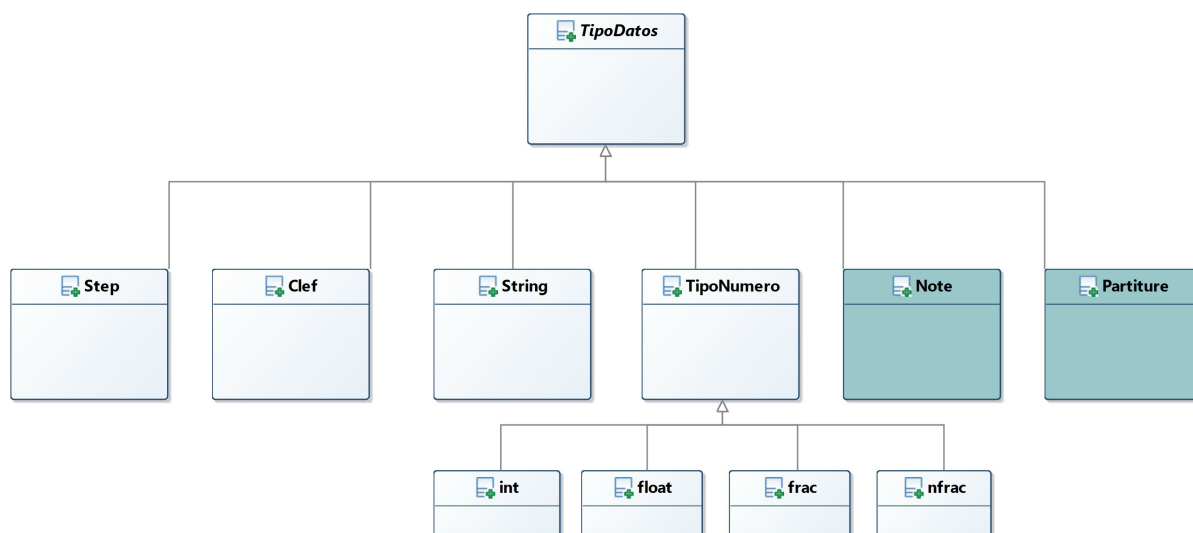 TipoDatos
Step
Clef
String
TipoNumero
Note
Partiture
int
float
frac
nfrac